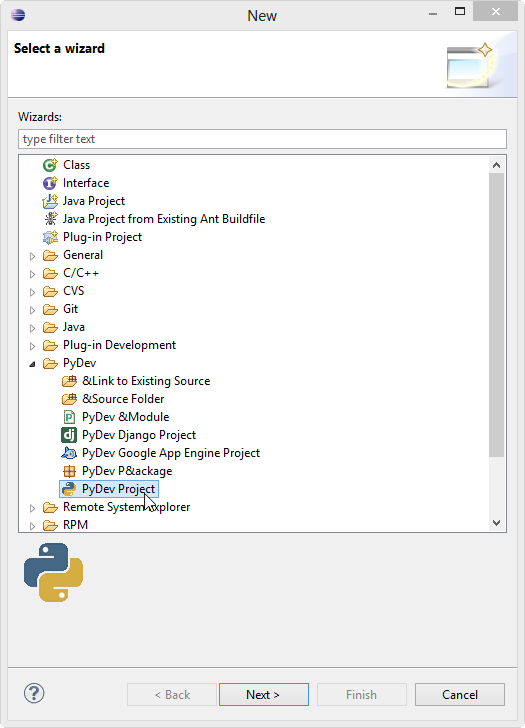 New
Select a wizard
Wizards:
type filter text
Class
Interface
Java Project
Java Project from Existing Ant Buildfile
Plug-in Project
General
C/C++
CVS
Git
Java
Plug-in Development
PyDev
&Link to Existing Source
&Source Folder
PyDev &Module
PyDev Django Project
PyDev Google App Engine Project
PyDev P&ackage
PyDev Project
Remote System Explorer
RPM
< Back
Next >
Finish
Cancel